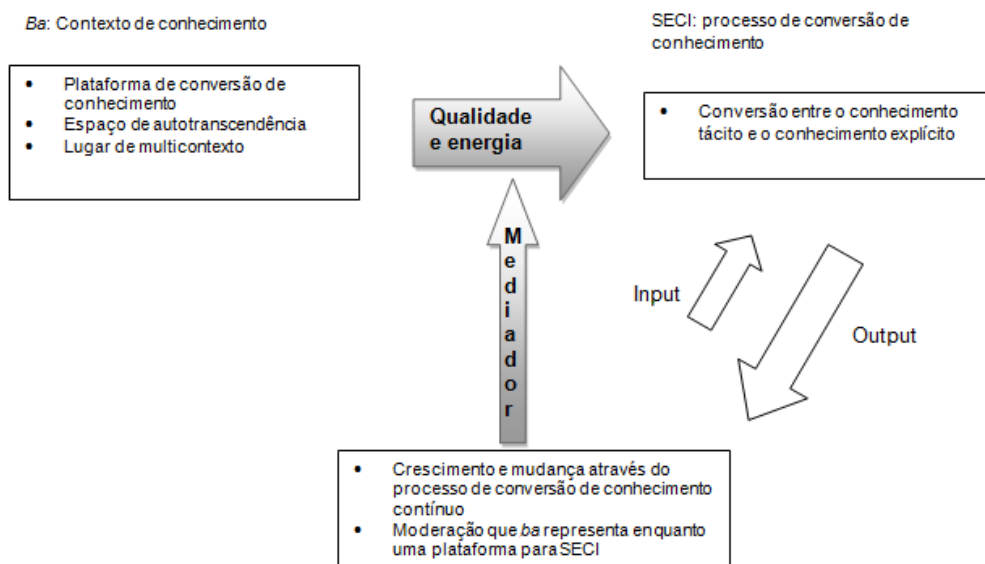 Ba: Contexto de conhecimento
SECI: processo de conversão de
conhecimento
• Plataforma de conversão de
conhecimento
• Espaço de autotranscendência
• Lugar de multicontexto
Qualidade
e energia
• Conversão entre o conhecimento
tácito e o conhecimento explícito
Mediador
Input
Output
• Crescimento e mudança através do
processo de conversão de conhecimento
contínuo
• Moderação que ba representa enquanto
uma plataforma para SECI